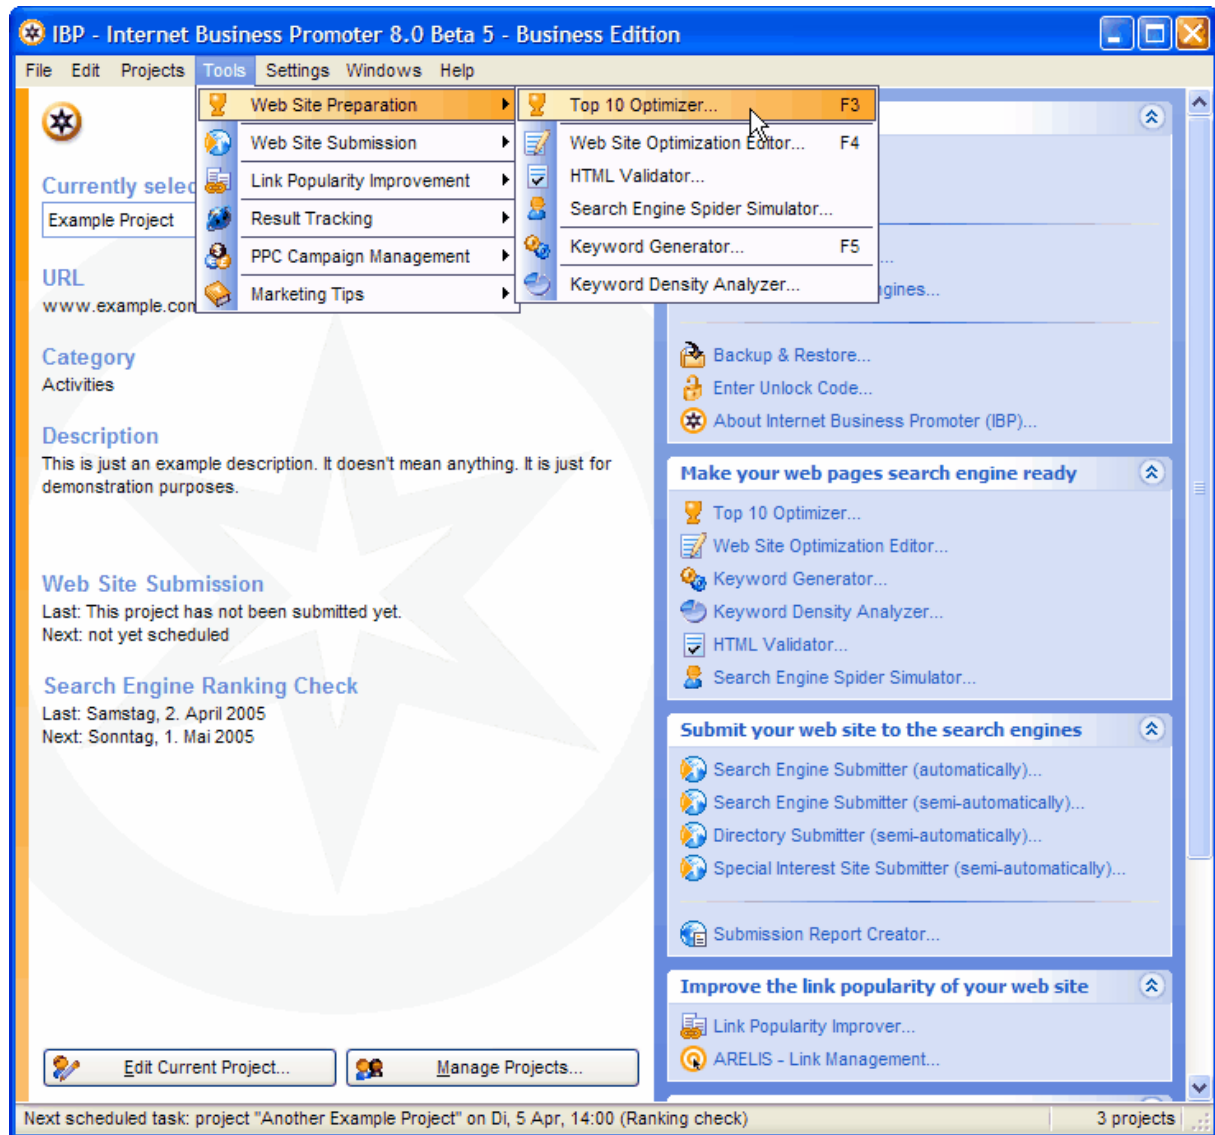 IBP - Internet Business Promoter 8.0 Beta 5 - Business Edition
File Edit Projects Tools Settings Windows Help
Web Site Preparation
Web Site Submission
Link Popularity Improvement
Result Tracking
PPC Campaign Management
Marketing Tips
Top 10 Optimizer... F3
Web Site Optimization Editor... F4
HTML Validator...
Search Engine Spider Simulator...
Keyword Generator... F5
Keyword Density Analyzer...
Currently
Example Project
URL
www.example.com
Category
Activities
Description
This is just an example description. It doesn't mean anything. It is just for
demonstration purposes.
Web Site Submission
Last: This project has not been submitted yet.
Next: not yet scheduled
Search Engine Ranking Check
Last: Samstag, 2. April 2005
Next: Sonntag, 1. Mai 2005
Edit Current Project...
Manage Projects...
Backup & Restore...
Enter Unlock Code...
About Internet Business Promoter (IBP)...
Make your web pages search engine ready
Top 10 Optimizer...
Web Site Optimization Editor...
Keyword Generator...
Keyword Density Analyzer...
HTML Validator...
Search Engine Spider Simulator...
Submit your web site to the search engines
Search Engine Submitter (automatically)...
Search Engine Submitter (semi-automatically)...
Directory Submitter (semi-automatically)...
Special Interest Site Submitter (semi-automatically)...
Submission Report Creator...
Improve the link popularity of your web site
Link Popularity Improver...
ARELIS - Link Management...
Next scheduled task: project "Another Example Project" on Di, 5 Apr, 14:00 (Ranking check)
3 projects